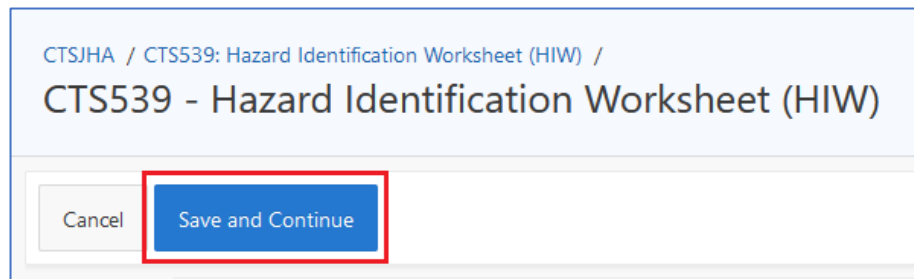 CTSJHA / CTS539: Hazard Identification Worksheet (HIW) /
CTS539 - Hazard Identification Worksheet (HIW)
Cancel Save and Continue